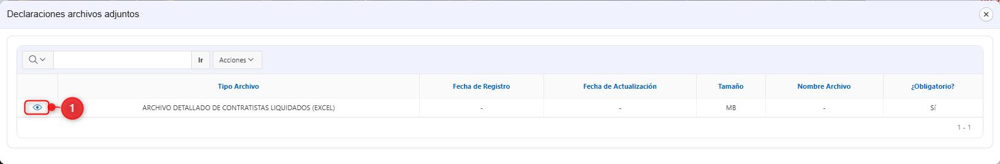 Declaraciones archivos adjuntos
Ir Acciones
Tipo Archivo Fecha de Registro Fecha de Actualización Tamaño Nombre Archivo ¿Obligatorio?
1 ARCHIVO DETALLADO DE CONTRATISTAS LIQUIDADOS (EXCEL) - - MB - Sí
1 - 1